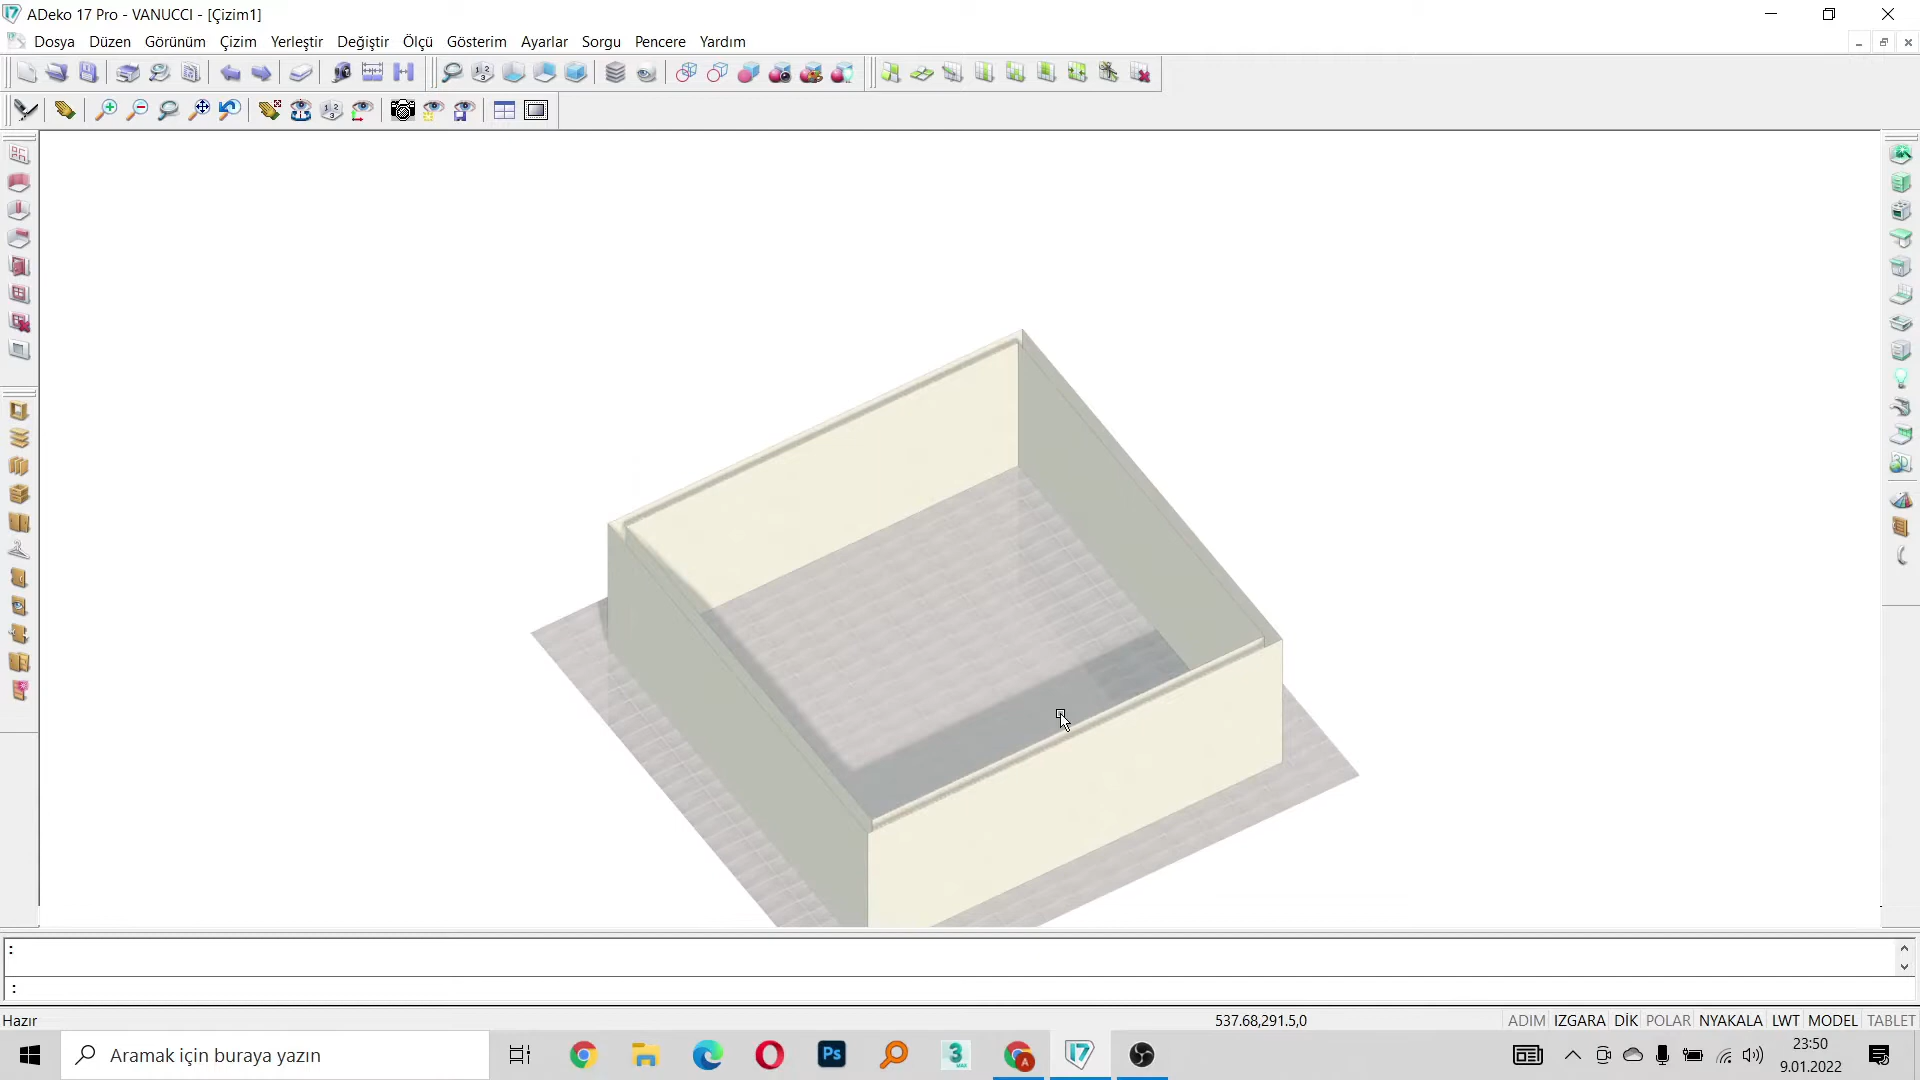 ADeko 17 Pro - VANUCCI - [Çizim1]
Dosya Düzen Görünüm Çizim Yerleştir Değiştir Ölçü Gösterim Ayarlar Sorgu Pencere Yardım
:
:
Hazır
537.68,291.5,0
ADIM IZGARA DİK POLAR NYAKALA LWT MODEL TABLET
Aramak için buraya yazın
23:50
9.01.2022